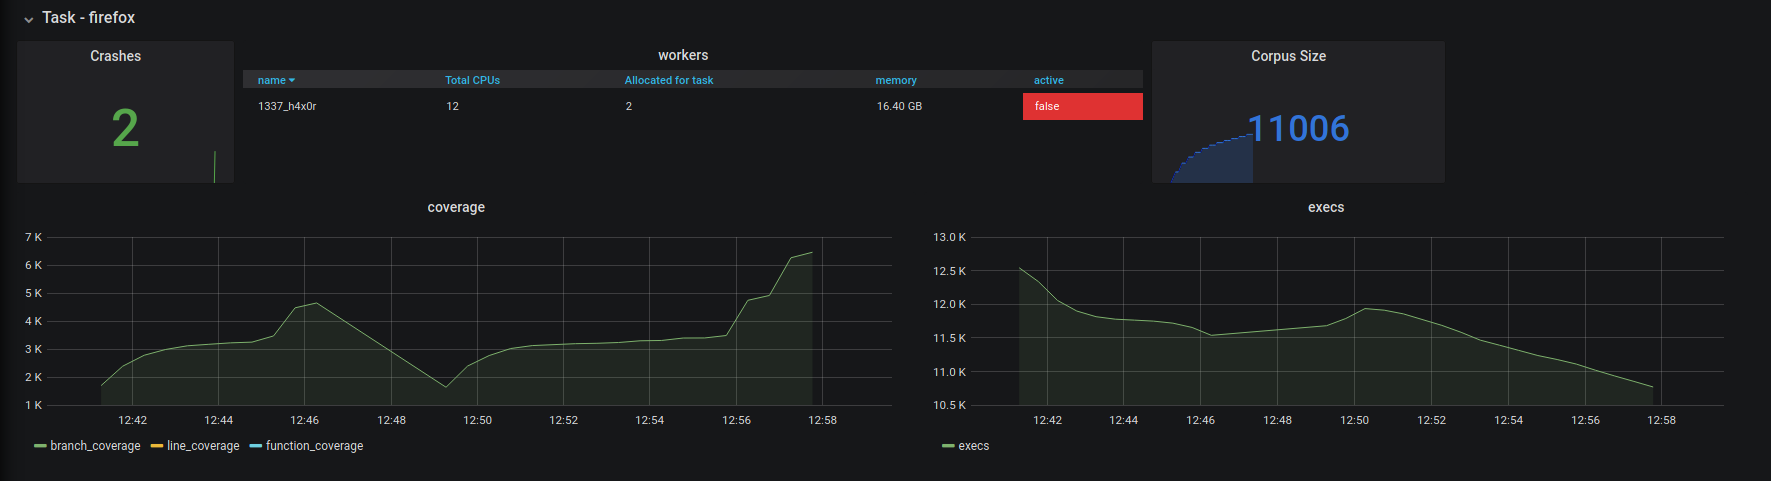 Task - firefox
Crashes
2
workers
name Total CPUs Allocated for task memory active
1337_h4x0r 12 2 16.40 GB false
Corpus Size
11006
coverage
7 K
6 K
5 K
4 K
3 K
2 K
1 K
12:42 12:44 12:46 12:48 12:50 12:52 12:54 12:56 12:58
branch_coverage line_coverage function_coverage
execs
13.0 K
12.5 K
12.0 K
11.5 K
11.0 K
10.5 K
12:42 12:44 12:46 12:48 12:50 12:52 12:54 12:56 12:58
execs